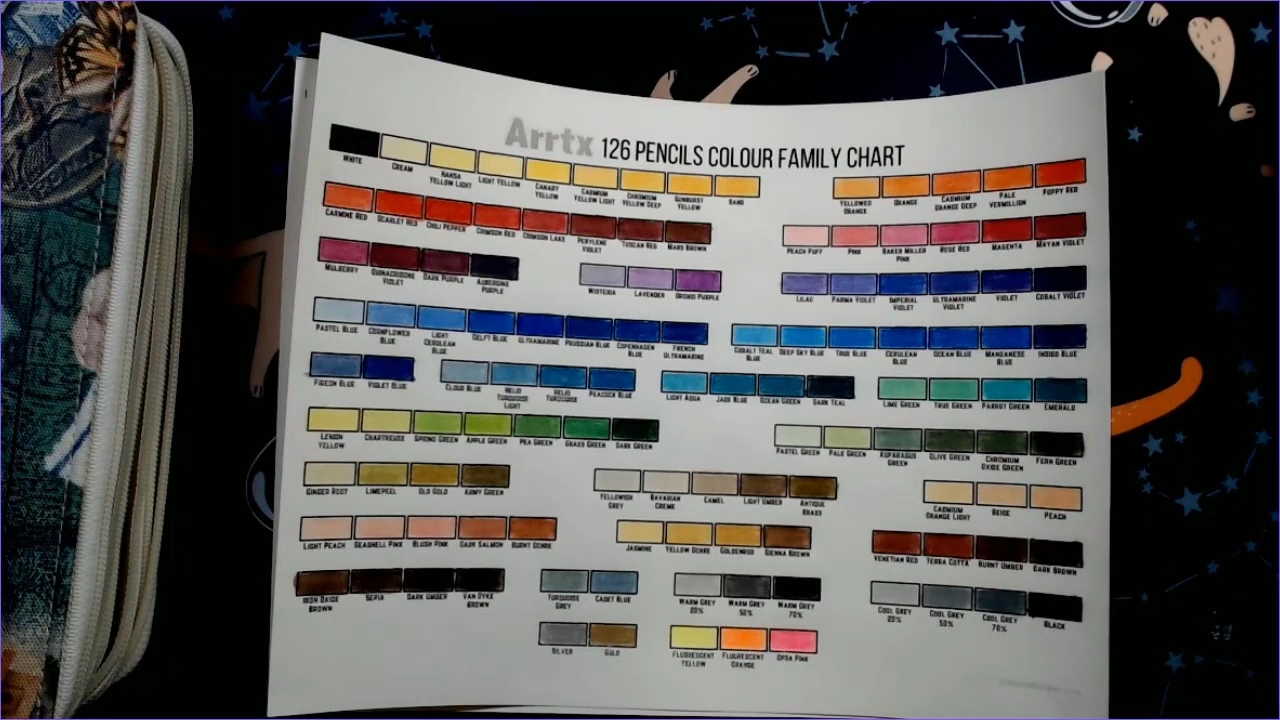 Arrtx 126 PENCILS COLOUR FAMILY CHART
WHITE CREAM HANSA YELLOW LIGHT LIGHT YELLOW CANARY YELLOW CADMIUM YELLOW LIGHT CHROMIUM YELLOW DEEP SUNBURST YELLOW SAND YELLOWED ORANGE ORANGE CADMIUM ORANGE DEEP PALE VERMILLION PUPPY RED
CARMINE RED SCARLET RED CHILI PEPPER CRIMSON RED CRIMSON LAKE PERYLENE VIOLET TUSCAN RED MARS BROWN PEACH PUFF PINK BAKER MILLER PINK ROSE RED MAGENTA MAYAN VIOLET
MULBERRY QUINACRIDONE VIOLET DARK PURPLE AUBERGINE PURPLE WISTERIA LAVENDER ORCHID PURPLE LILAC PARMA VIOLET IMPERIAL VIOLET ULTRAMARINE VIOLET VIOLET COBALT VIOLET
PASTEL BLUE CORNFLOWER BLUE LIGHT CERULEAN BLUE DELFT BLUE ULTRAMARINE PRUSSIAN BLUE COPENHAGEN BLUE FRENCH ULTRAMARINE COBALT TEAL BLUE DEEP SKY BLUE TRUE BLUE CERULEAN BLUE OCEAN BLUE MANGANESE BLUE INDIGO BLUE
PIGEON BLUE VIOLET BLUE CLOUD BLUE HELIO TURQUOISE LIGHT HELIO TURQUOISE PEACOCK BLUE LIGHT AQUA JADE BLUE OCEAN GREEN DARK TEAL LIME GREEN TRUE GREEN PARROT GREEN EMERALD
LEMON YELLOW CHARTREUSE SPRING GREEN APPLE GREEN PEA GREEN GRASS GREEN DARK GREEN PASTEL GREEN PALE GREEN ASPARAGUS GREEN OLIVE GREEN CHROMIUM OXIDE GREEN FERN GREEN
GINGER ROOT LIMEPEEL OLD GOLD ARMY GREEN YELLOWISH GREY BAVARIAN CREME CAMEL LIGHT UMBER ANTIQUE BRASS CADMIUM ORANGE LIGHT BEIGE PEACH
LIGHT PEACH SEASHELL PINK BLUSH PINK DARK SALMON BURNT OCHRE JASMINE YELLOW OCHRE GOLDENROD SIENNA BROWN VENETIAN RED TERRA COTTA BURNT UMBER DARK BROWN
IRON OXIDE BROWN SEPIA DARK UMBER VAN DYKE BROWN TURQUOISE GREY CADET BLUE WARM GREY 20% WARM GREY 50% WARM GREY 70% COOL GREY 20% COOL GREY 50% COOL GREY 70% BLACK
SILVER GOLD FLUORESCENT YELLOW FLUORESCENT ORANGE OPRA PINK